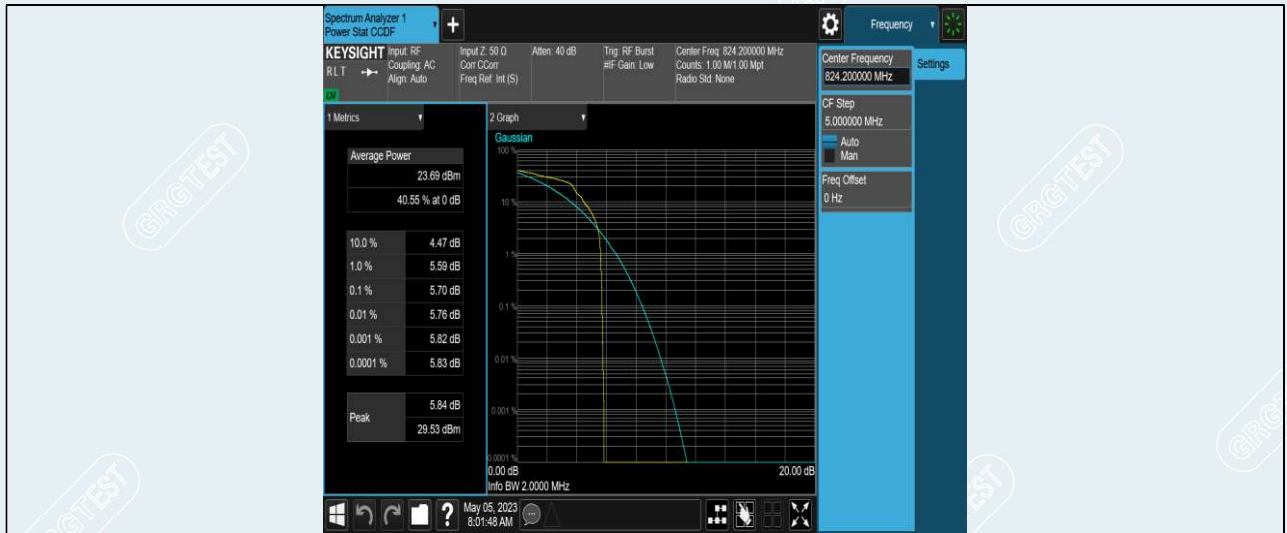 Spectrum Analyzer 1
Power Stat CCDF
Frequency
KEYSIGHT
RLT
LXI
Input: RF
Coupling: AC
Align: Auto
Input Z: 50 Ω
Corr CCorr
Freq Ref: Int (S)
Atten: 40 dB
Trig: RF Burst
#IF Gain: Low
Center Freq: 824.200000 MHz
Counts: 1.00 M/1.00 Mpt
Radio Std: None
Center Frequency
824.200000 MHz
Settings
CF Step
5.000000 MHz
Auto
Man
Freq Offset
0 Hz
1 Metrics
Average Power
23.69 dBm
40.55 % at 0 dB
10.0 % 4.47 dB
1.0 % 5.59 dB
0.1 % 5.70 dB
0.01 % 5.76 dB
0.001 % 5.82 dB
0.0001 % 5.83 dB
Peak
5.84 dB
29.53 dBm
2 Graph
Gaussian
100 %
10 %
1 %
0.1 %
0.01 %
0.001 %
0.0001 %
0.00 dB 20.00 dB
Info BW 2.0000 MHz
?
May 05, 2023
8:01:48 AM
GRGTEST
GRGTEST
GRGTEST
GRGTEST
GRGTEST